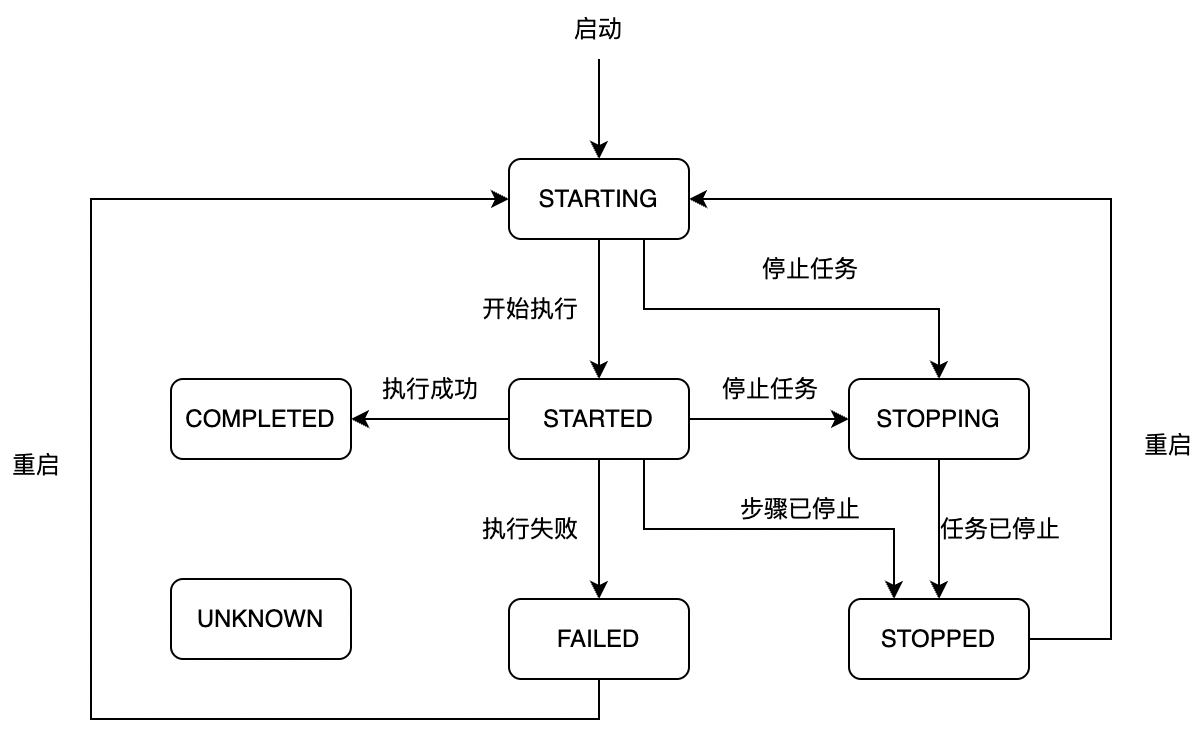 启动
STARTING
停止任务
开始执行
执行成功
停止任务
COMPLETED
STARTED
STOPPING
重启
重启
步骤已停止
执行失败
任务已停止
UNKNOWN
FAILED
STOPPED